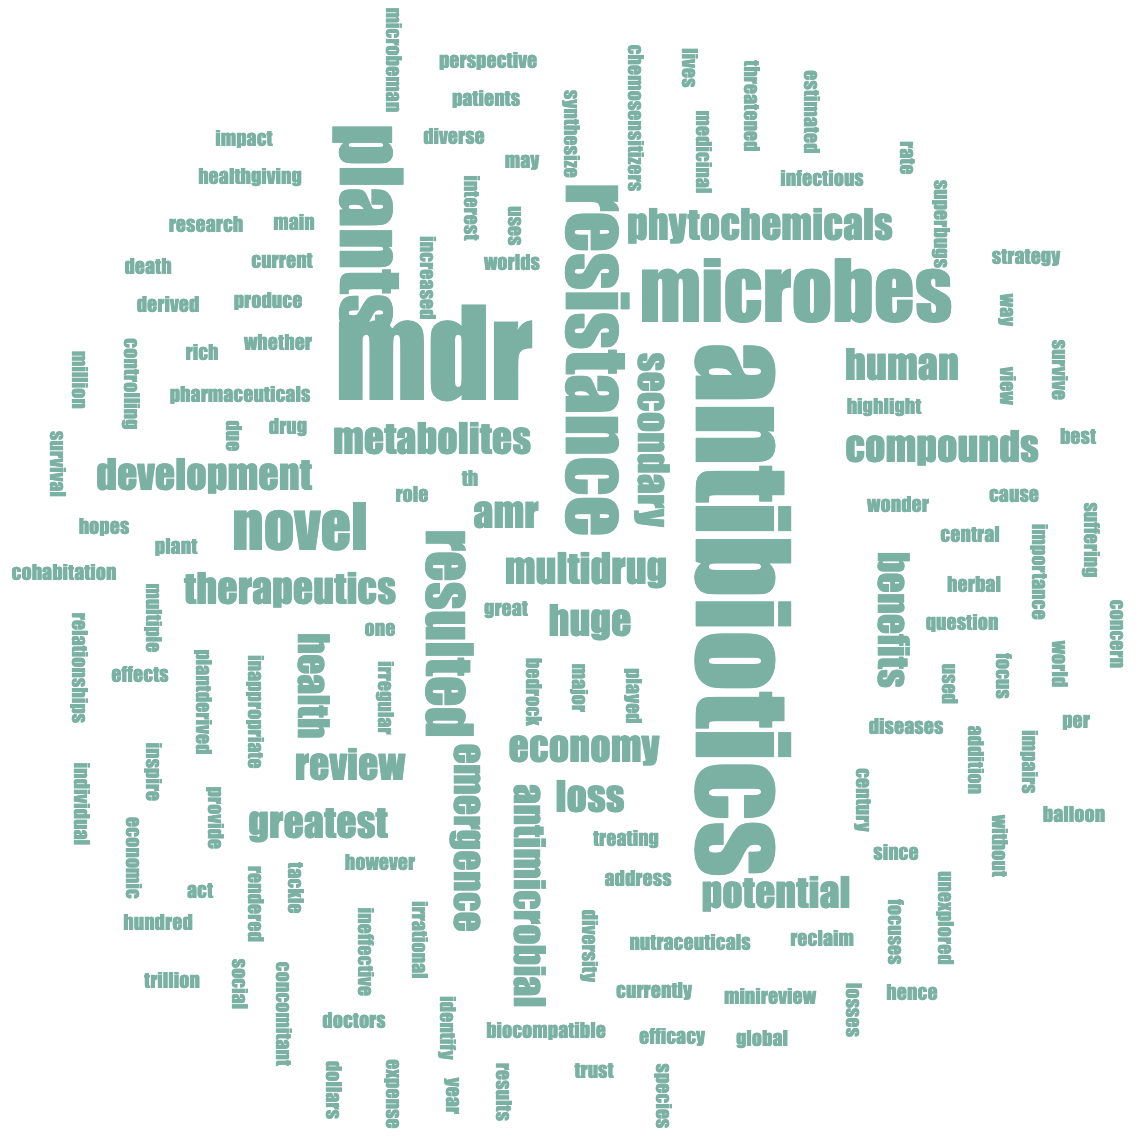 microbeman
perspective
patients
diverse
may
synthesize
chemosensitizers
lives
medicinal
threatened
estimated
rate
infectious
superbugs
impact
healthgiving
research
main
death
current
derived
produce
rich
whether
pharmaceuticals
due
drug
plants
interest
uses
increased
worlds
resistance
phytochemicals
microbes
strategy
way
view
survive
million
controlling
survival
mdr
secondary
antibiotics
human
highlight
compounds
best
metabolites
development
th
role
amr
novel
hopes
plant
cohabitation
therapeutics
resulted
multidrug
great
huge
wonder
cause
central
suffering
importance
herbal
benefits
question
concern
multiple
relationships
effects
plantderived
inappropriate
health
one
irregular
bedrock
major
played
used
focus
world
per
diseases
addition
impairs
balloon
review
economy
emergence
loss
inspire
individual
provide
economic
greatest
antimicrobial
treating
address
century
since
without
potential
however
tackle
rendered
act
hundred
trillion
social
concomitant
ineffective
irrational
diversity
nutraceuticals
reclaim
focuses
unexplored
currently
minireview
losses
hence
doctors
identify
biocompatible
efficacy
global
dollars
expense
year
results
trust
species